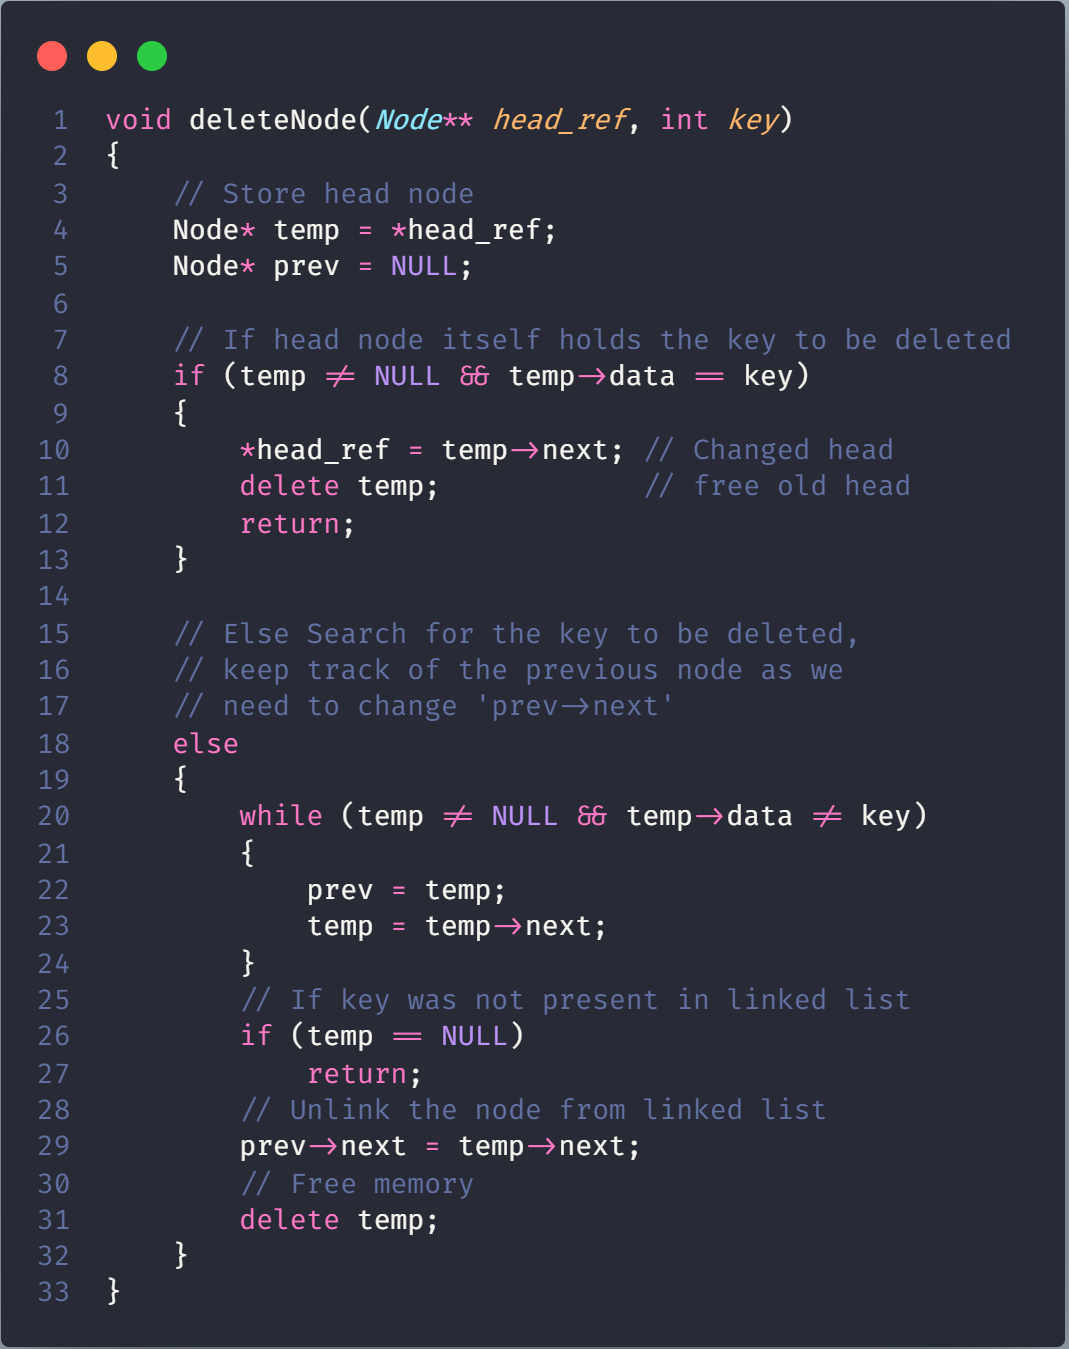 1 void deleteNode(Node** head_ref, int key)
2 {
3     // Store head node
4     Node* temp = *head_ref;
5     Node* prev = NULL;
6
7     // If head node itself holds the key to be deleted
8     if (temp != NULL && temp->data == key)
9     {
10         *head_ref = temp->next; // Changed head
11         delete temp;            // free old head
12         return;
13     }
14
15     // Else Search for the key to be deleted,
16     // keep track of the previous node as we
17     // need to change 'prev->next'
18     else
19     {
20         while (temp != NULL && temp->data != key)
21         {
22             prev = temp;
23             temp = temp->next;
24         }
25         // If key was not present in linked list
26         if (temp == NULL)
27             return;
28         // Unlink the node from linked list
29         prev->next = temp->next;
30         // Free memory
31         delete temp;
32     }
33 }